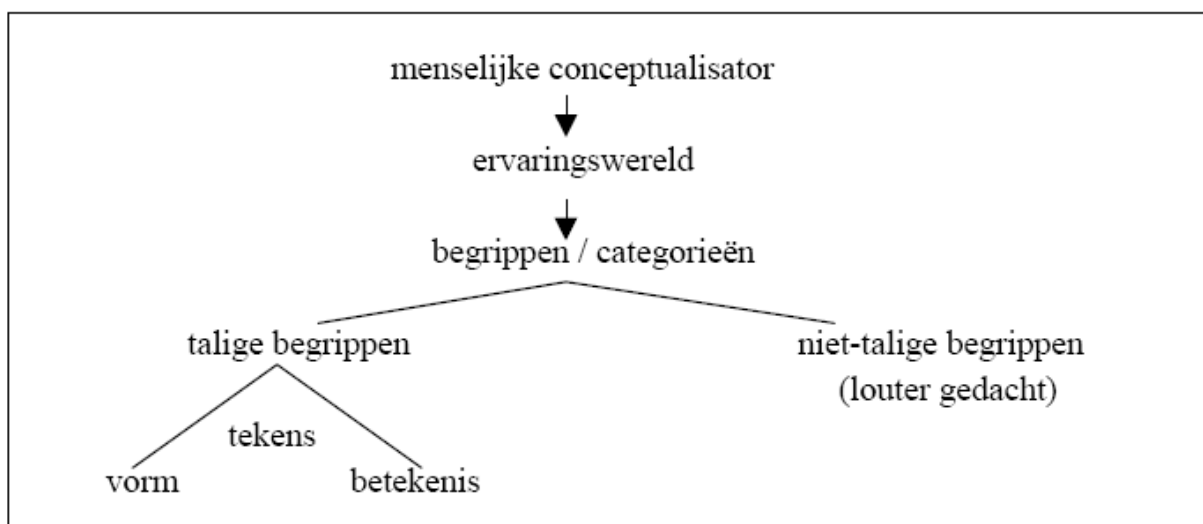 menselijke conceptualisator
ervaringswereld
begrippen / categorieën
talige begrippen
niet-talige begrippen
(louter gedacht)
tekens
vorm
betekenis